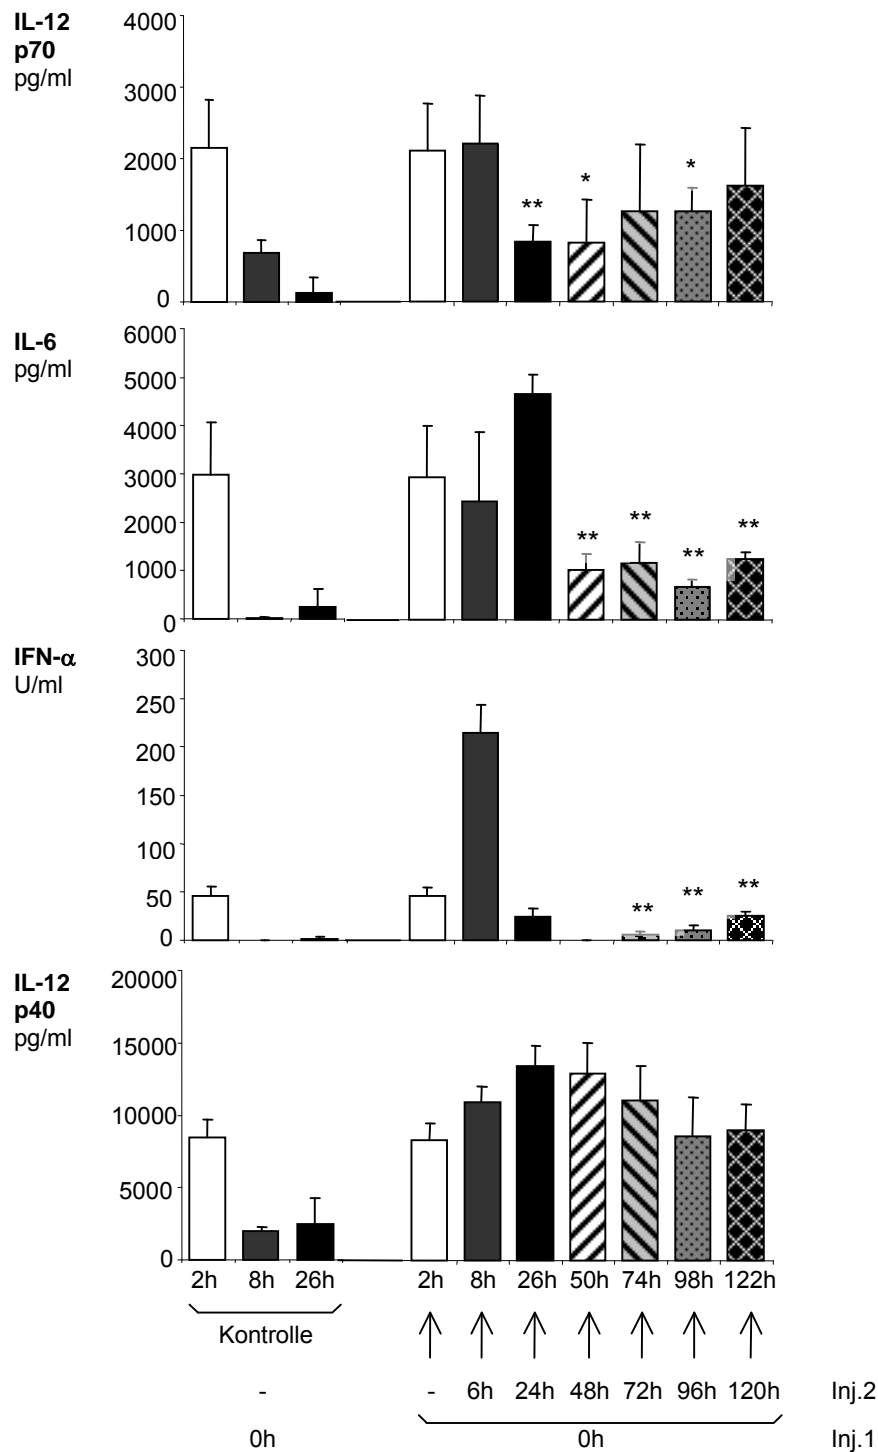 IL-12
p70
pg/ml
4000
3000
2000
1000
0
** * *
IL-6
pg/ml
6000
5000
4000
3000
2000
1000
0
** ** ** **
IFN-α
U/ml
300
250
200
150
100
50
0
** ** **
IL-12
p40
pg/ml
20000
15000
10000
5000
0
2h 8h 26h 2h 8h 26h 50h 74h 98h 122h
Kontrolle
- - 6h 24h 48h 72h 96h 120h Inj.2
0h 0h Inj.1